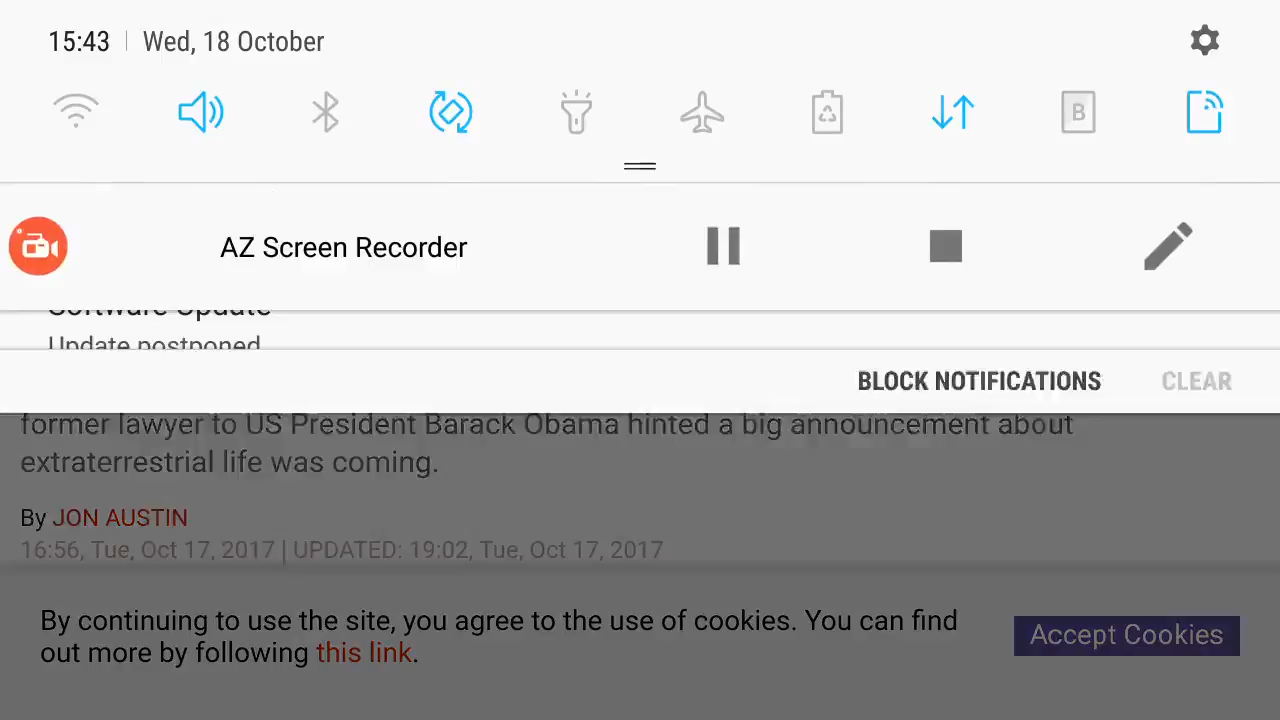 15:43 | Wed, 18 October
B
AZ Screen Recorder
Software Update
Update postponed
BLOCK NOTIFICATIONS CLEAR
former lawyer to US President Barack Obama hinted a big announcement about
extraterrestrial life was coming.
By JON AUSTIN
16:56, Tue, Oct 17, 2017 | UPDATED: 19:02, Tue, Oct 17, 2017
By continuing to use the site, you agree to the use of cookies. You can find
out more by following this link.
Accept Cookies